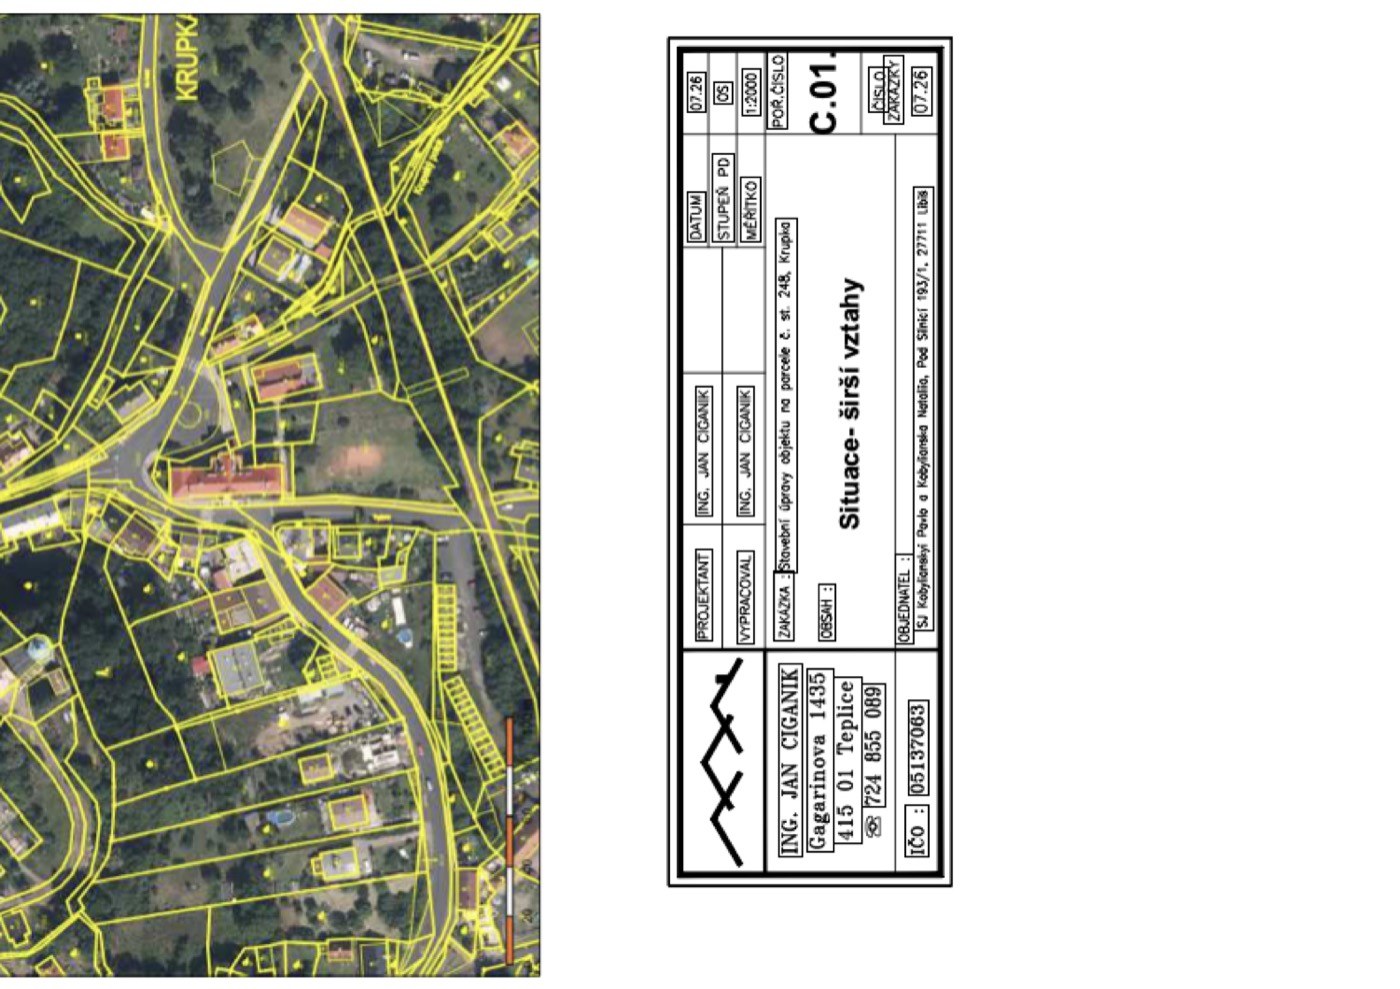 KRUPKA
PROJEKTANT
ING. JAN CIGANIK
VYPRACOVAL
ING. JAN CIGANIK
DATUM
07.26
STUPEŇ PD
OS
MĚŘÍTKO
1:2000
ZAKÁZKA :
Stavební úpravy objektu na parcele č. st. 248, Krupka
POŘ.ČÍSLO
C.01.
OBSAH :
Situace- širší vztahy
ČÍSLO
ZAKÁZKY
07.26
OBJEDNATEL :
SJ Kobylianskyi Pavlo a Kobylianska Nataliia, Pod Silnicí 193/1, 27711 Libiš
ING. JAN CIGANIK
Gagarinova 1435
415 01 Teplice
☏ 724 855 089
IČO :
05137063
20